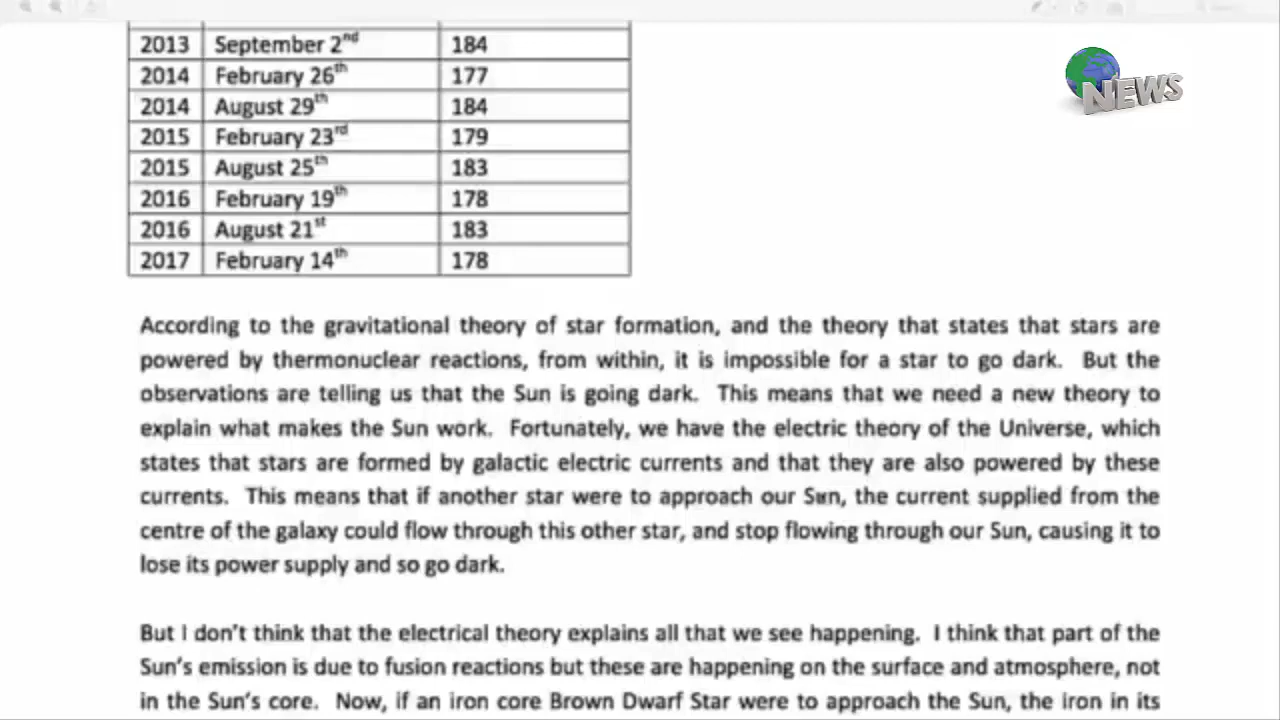 NEWS
2013 September 2nd 184
2014 February 26th 177
2014 August 29th 184
2015 February 23rd 179
2015 August 25th 183
2016 February 19th 178
2016 August 21st 183
2017 February 14th 178
According to the gravitational theory of star formation, and the theory that states that stars are
powered by thermonuclear reactions, from within, it is impossible for a star to go dark. But the
observations are telling us that the Sun is going dark. This means that we need a new theory to
explain what makes the Sun work. Fortunately, we have the electric theory of the Universe, which
states that stars are formed by galactic electric currents and that they are also powered by these
currents. This means that if another star were to approach our Sun, the current supplied from the
centre of the galaxy could flow through this other star, and stop flowing through our Sun, causing it to
lose its power supply and so go dark.
But I don't think that the electrical theory explains all that we see happening. I think that part of the
Sun's emission is due to fusion reactions but these are happening on the surface and atmosphere, not
in the Sun's core. Now, if an iron core Brown Dwarf Star were to approach the Sun, the iron in its